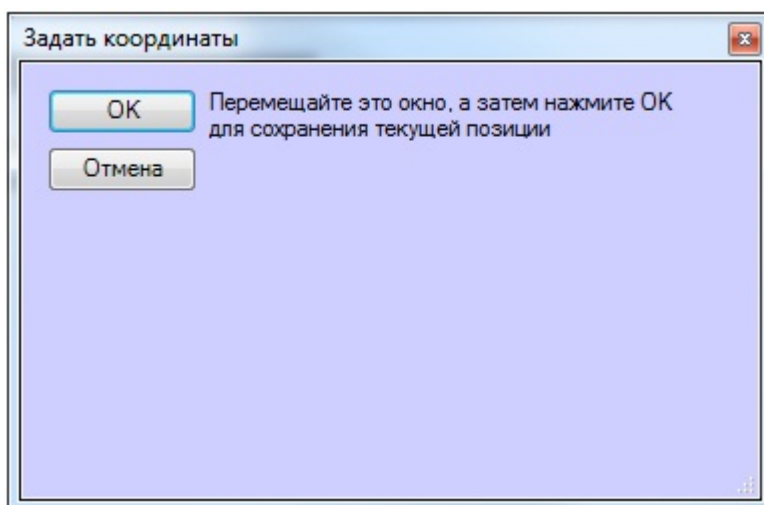 Задать координаты
OK
Перемещайте это окно, а затем нажмите OK
для сохранения текущей позиции
Отмена